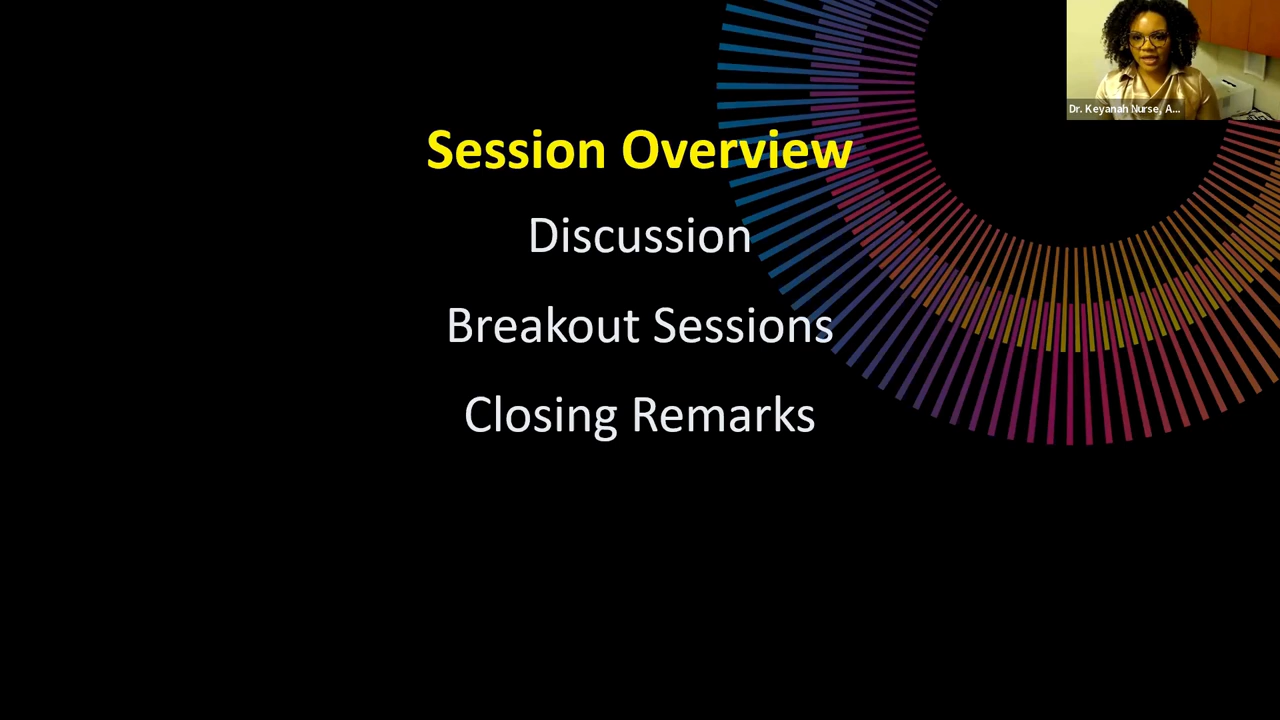 Dr. Keyanah Nurse, A...
Session Overview
Discussion
Breakout Sessions
Closing Remarks